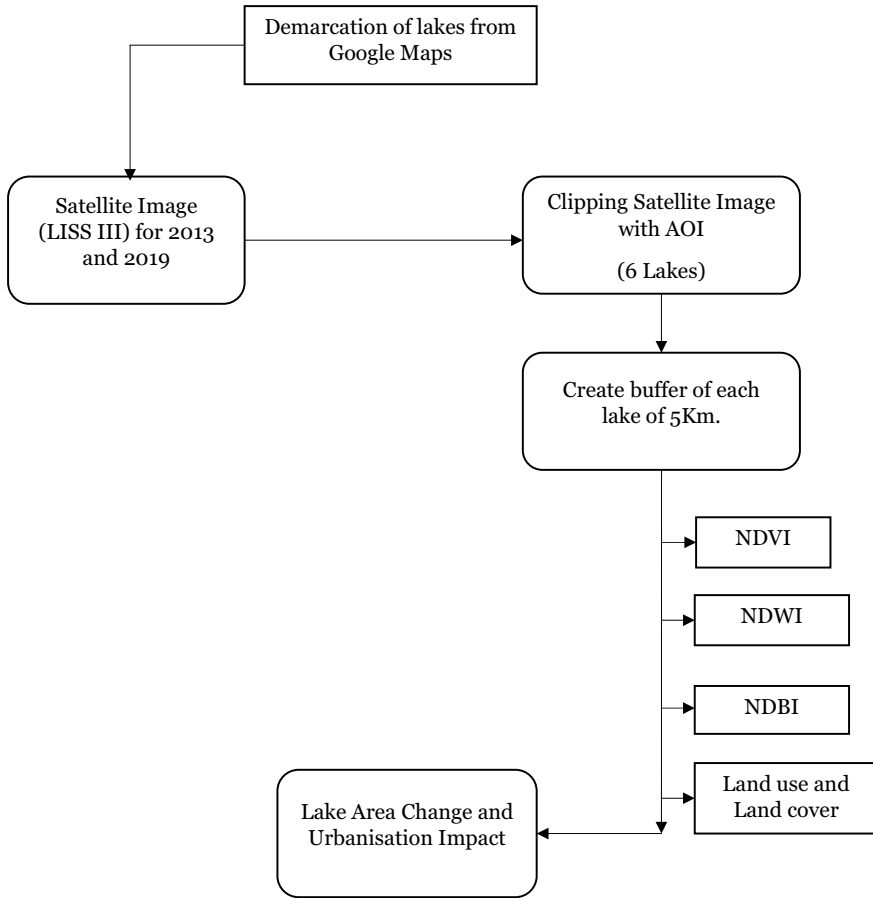 Demarcation of lakes from
Google Maps
Satellite Image
(LISS III) for 2013
and 2019
Clipping Satellite Image
with AOI
(6 Lakes)
Create buffer of each
lake of 5Km.
NDVI
NDWI
NDBI
Land use and
Land cover
Lake Area Change and
Urbanisation Impact